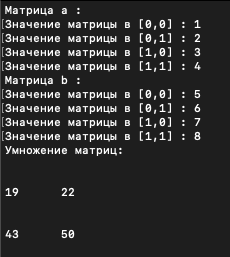 Матрица a :
Значение матрицы в [0,0] : 1
Значение матрицы в [0,1] : 2
Значение матрицы в [1,0] : 3
Значение матрицы в [1,1] : 4
Матрица b :
Значение матрицы в [0,0] : 5
Значение матрицы в [0,1] : 6
Значение матрицы в [1,0] : 7
Значение матрицы в [1,1] : 8
Умножение матриц:
19 22
43 50